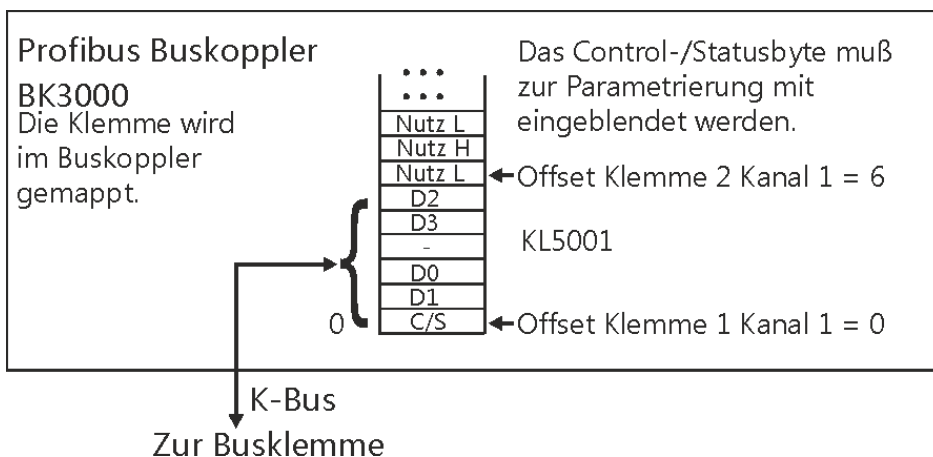 Profibus Buskoppler
BK3000
Die Klemme wird
im Buskoppler
gemappt.
Das Control-/Statusbyte muß
zur Parametrierung mit
eingeblendet werden.
Nutz L
Nutz H
Nutz L
Offset Klemme 2 Kanal 1 = 6
D2
D3
-
KL5001
D0
D1
0
C/S
Offset Klemme 1 Kanal 1 = 0
K-Bus
Zur Busklemme